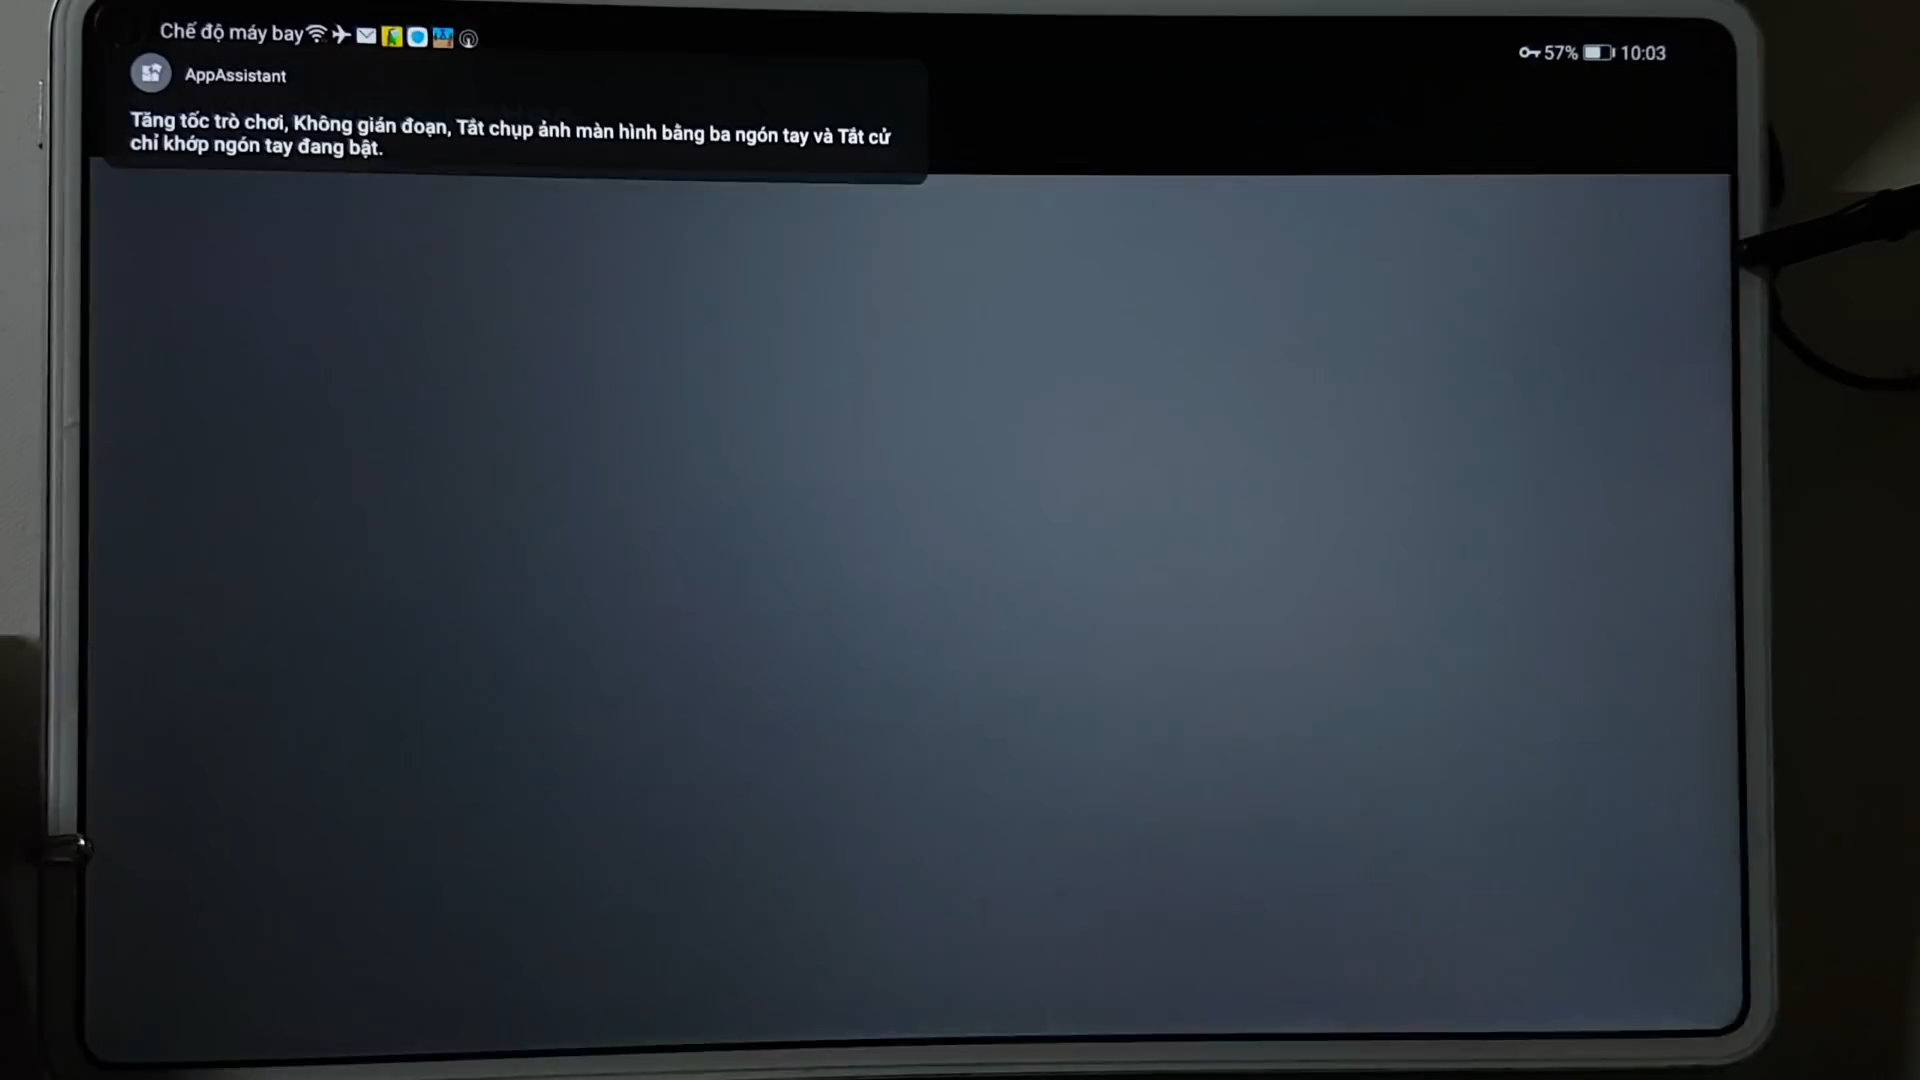 Chế độ máy bay
57% 10:03
AppAssistant
Tăng tốc trò chơi, Không gián đoạn, Tắt chụp ảnh màn hình bằng ba ngón tay và Tắt cử
chỉ khớp ngón tay đang bật.